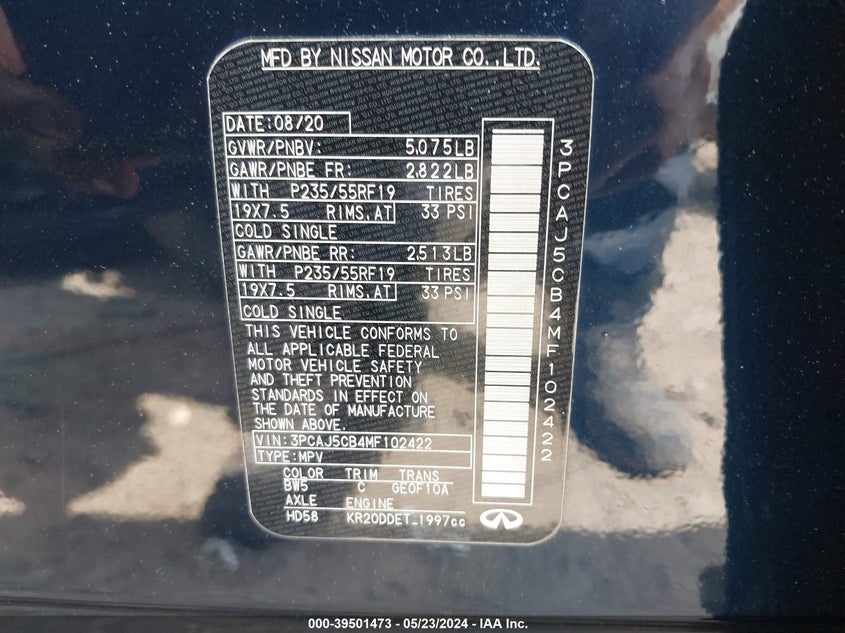 MFD BY NISSAN MOTOR CO.,LTD.
DATE:08/20
GVWR/PNBV: 5,075LB
GAWR/PNBE FR: 2,822LB
WITH P235/55RF19 TIRES
19X7.5 RIMS,AT 33 PSI
COLD SINGLE
GAWR/PNBE RR: 2,513LB
WITH P235/55RF19 TIRES
19X7.5 RIMS,AT 33 PSI
COLD SINGLE
THIS VEHICLE CONFORMS TO
ALL APPLICABLE FEDERAL
MOTOR VEHICLE SAFETY
AND THEFT PREVENTION
STANDARDS IN EFFECT ON
THE DATE OF MANUFACTURE
SHOWN ABOVE.
VIN:3PCAJ5CB4MF102422
TYPE:MPV
COLOR TRIM TRANS
BW5 C GE0F10A
AXLE ENGINE
HD58 KR20DDET_1997cc
3PCAJ5CB4MF102422
000-39501473 - 05/23/2024 - IAA Inc.